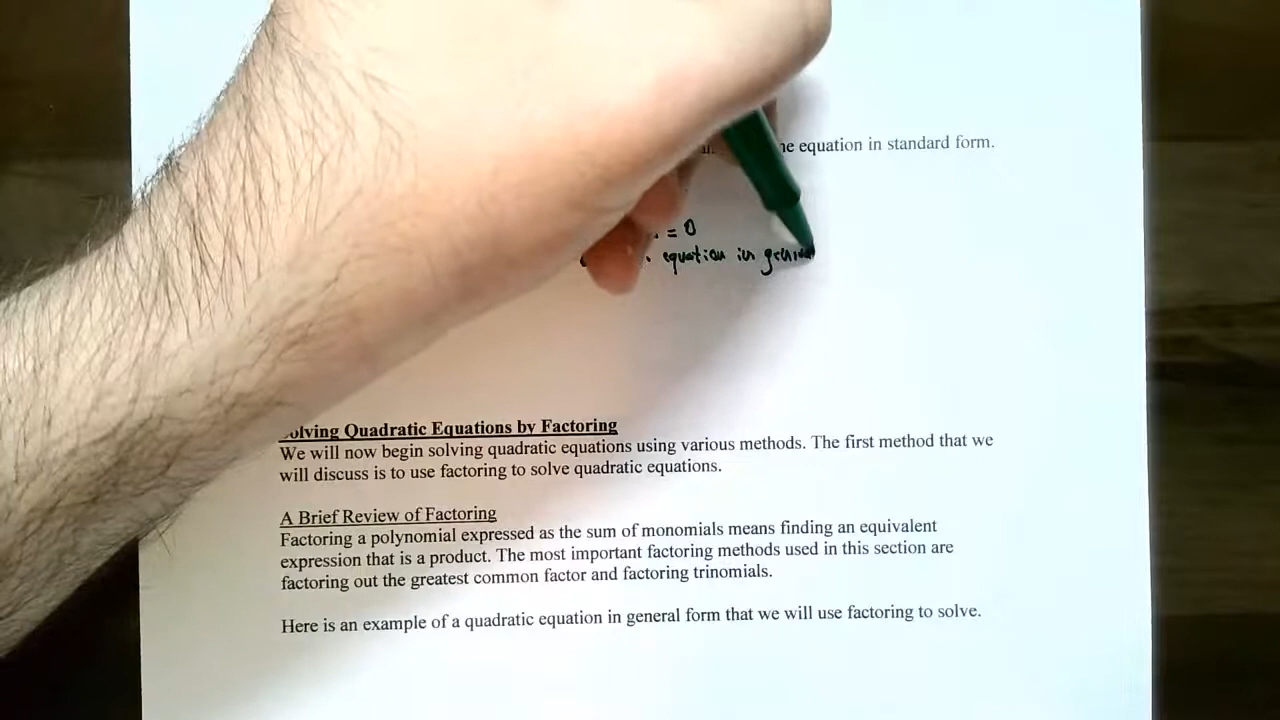 equation in standard form.
= 0
equation in general
Solving Quadratic Equations by Factoring
We will now begin solving quadratic equations using various methods. The first method that we
will discuss is to use factoring to solve quadratic equations.
A Brief Review of Factoring
Factoring a polynomial expressed as the sum of monomials means finding an equivalent
expression that is a product. The most important factoring methods used in this section are
factoring out the greatest common factor and factoring trinomials.
Here is an example of a quadratic equation in general form that we will use factoring to solve.